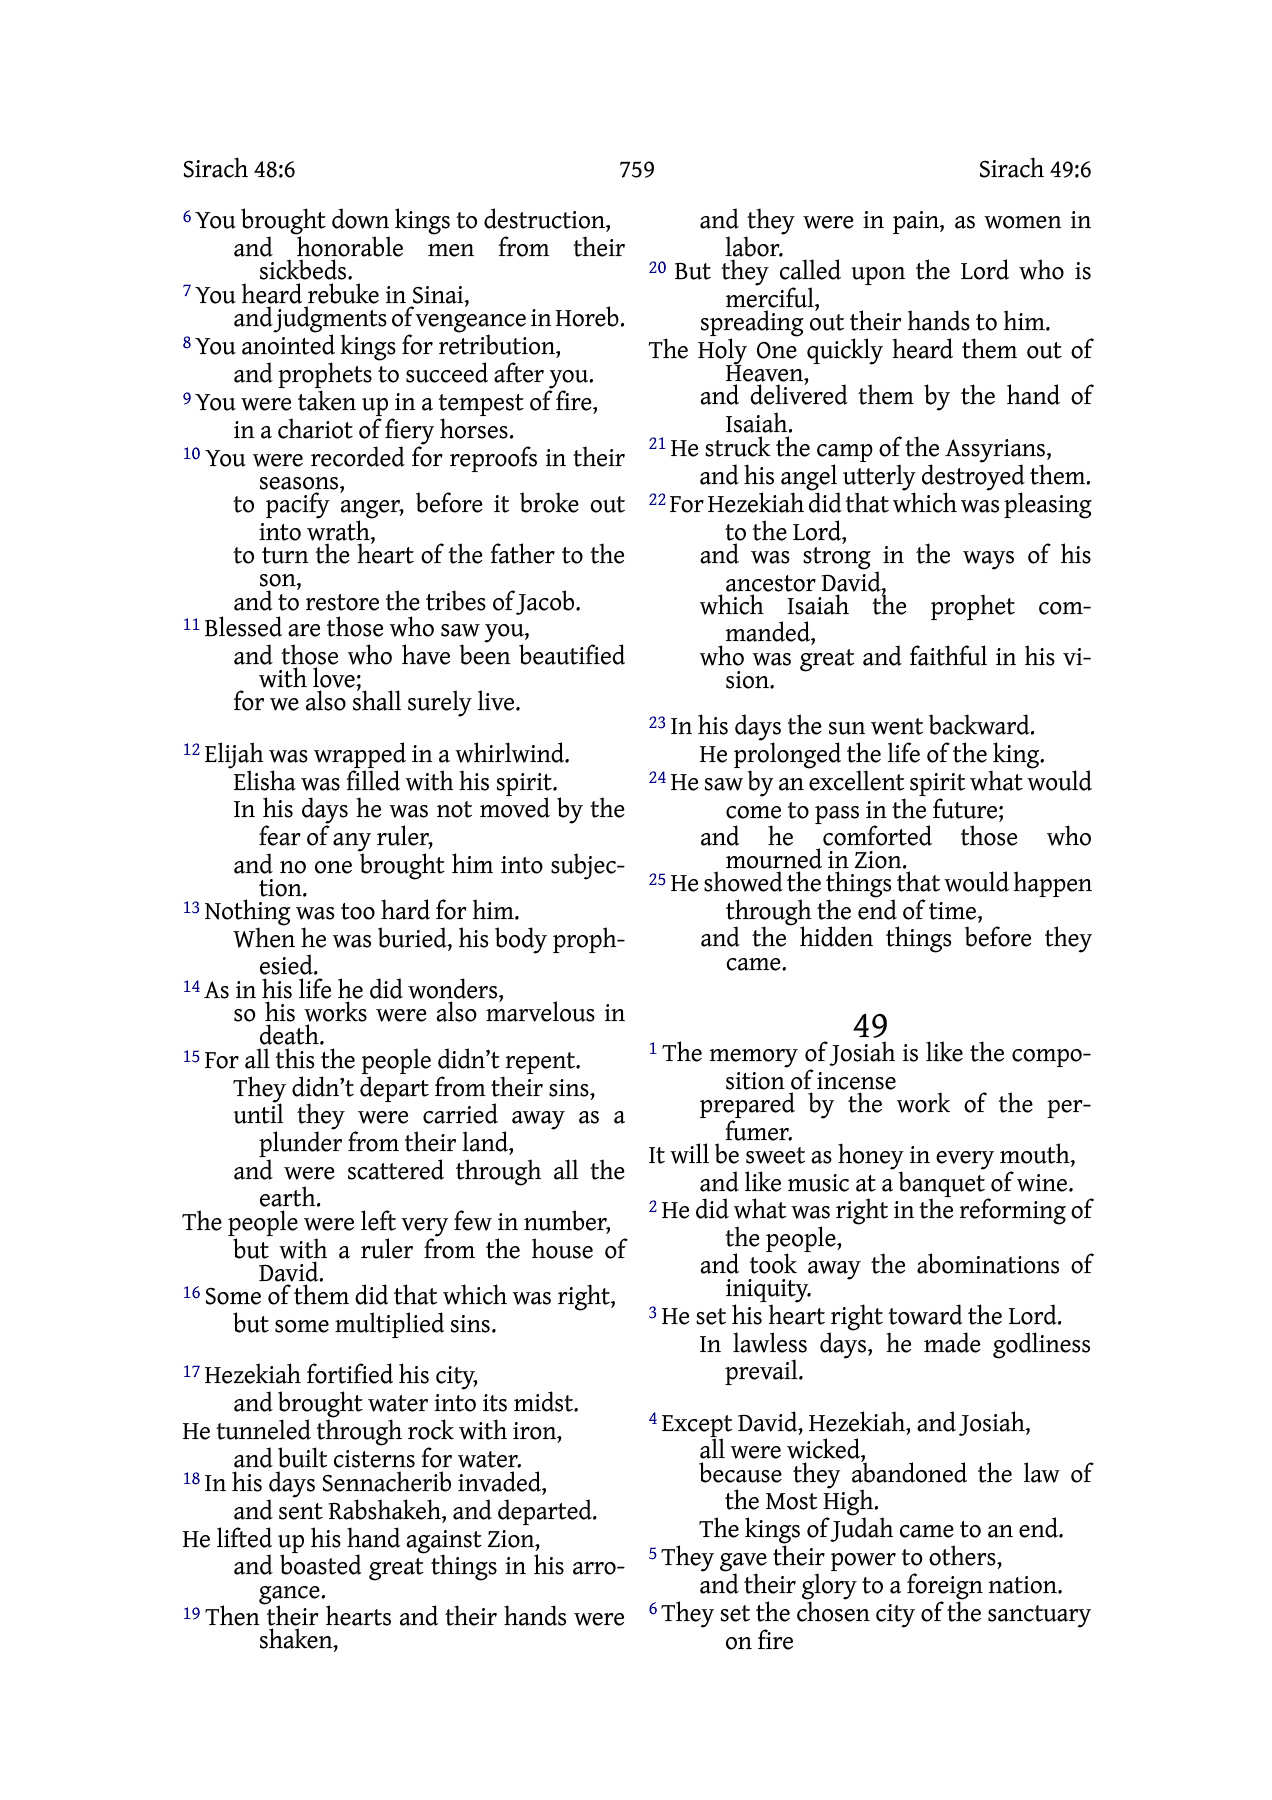 Sirach 48:6 759 Sirach 49:6
6 You brought down kings to destruction,
and honorable men from their
sickbeds.
7 You heard rebuke in Sinai,
and judgments of vengeance in Horeb.
8 You anointed kings for retribution,
and prophets to succeed after you.
9 You were taken up in a tempest of fire,
in a chariot of fiery horses.
10 You were recorded for reproofs in their
seasons,
to pacify anger, before it broke out
into wrath,
to turn the heart of the father to the
son,
and to restore the tribes of Jacob.
11 Blessed are those who saw you,
and those who have been beautified
with love;
for we also shall surely live.
12 Elijah was wrapped in a whirlwind.
Elisha was filled with his spirit.
In his days he was not moved by the
fear of any ruler,
and no one brought him into subjec-
tion.
13 Nothing was too hard for him.
When he was buried, his body proph-
esied.
14 As in his life he did wonders,
so his works were also marvelous in
death.
15 For all this the people didn’t repent.
They didn’t depart from their sins,
until they were carried away as a
plunder from their land,
and were scattered through all the
earth.
The people were left very few in number,
but with a ruler from the house of
David.
16 Some of them did that which was right,
but some multiplied sins.
17 Hezekiah fortified his city,
and brought water into its midst.
He tunneled through rock with iron,
and built cisterns for water.
18 In his days Sennacherib invaded,
and sent Rabshakeh, and departed.
He lifted up his hand against Zion,
and boasted great things in his arro-
gance.
19 Then their hearts and their hands were
shaken,
and they were in pain, as women in
labor.
20 But they called upon the Lord who is
merciful,
spreading out their hands to him.
The Holy One quickly heard them out of
Heaven,
and delivered them by the hand of
Isaiah.
21 He struck the camp of the Assyrians,
and his angel utterly destroyed them.
22 For Hezekiah did that which was pleasing
to the Lord,
and was strong in the ways of his
ancestor David,
which Isaiah the prophet com-
manded,
who was great and faithful in his vi-
sion.
23 In his days the sun went backward.
He prolonged the life of the king.
24 He saw by an excellent spirit what would
come to pass in the future;
and he comforted those who
mourned in Zion.
25 He showed the things that would happen
through the end of time,
and the hidden things before they
came.
49
1 The memory of Josiah is like the compo-
sition of incense
prepared by the work of the per-
fumer.
It will be sweet as honey in every mouth,
and like music at a banquet of wine.
2 He did what was right in the reforming of
the people,
and took away the abominations of
iniquity.
3 He set his heart right toward the Lord.
In lawless days, he made godliness
prevail.
4 Except David, Hezekiah, and Josiah,
all were wicked,
because they abandoned the law of
the Most High.
The kings of Judah came to an end.
5 They gave their power to others,
and their glory to a foreign nation.
6 They set the chosen city of the sanctuary
on fire